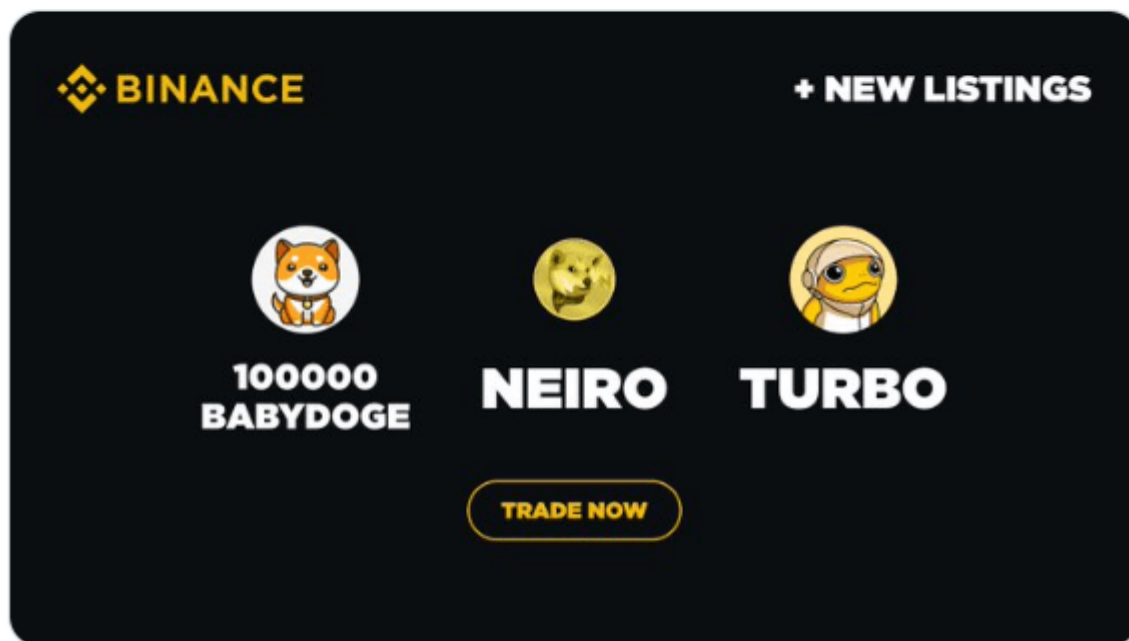 BINANCE
+ NEW LISTINGS
100000
BABYDOGE
NEIRO
TURBO
TRADE NOW